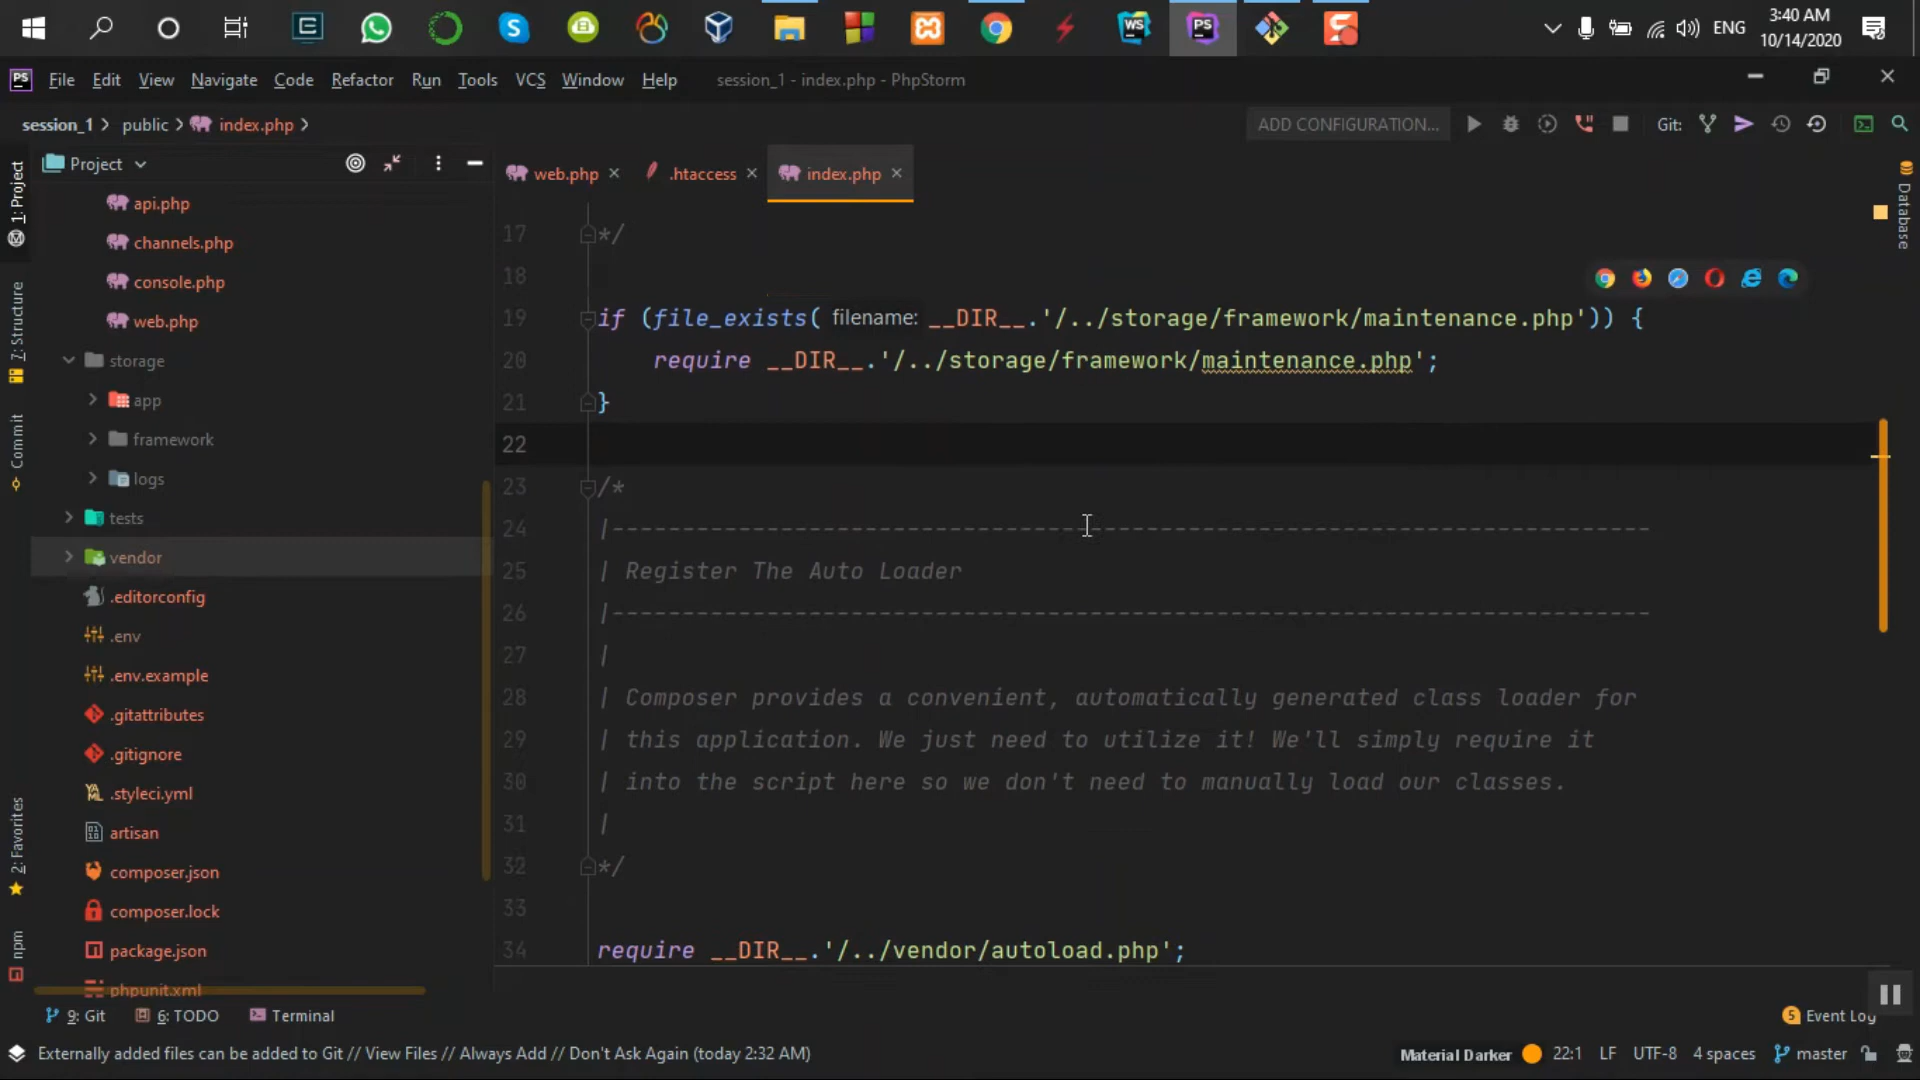 ENG
3:40 AM
10/14/2020
PS
File Edit View Navigate Code Refactor Run Tools VCS Window Help session_1 - index.php - PhpStorm
session_1 public index.php
ADD CONFIGURATION...
Git:
Project
web.php
.htaccess
index.php
1: Project
7: Structure
Commit
2: Favorites
npm
Database
api.php
channels.php
console.php
web.php
storage
app
framework
logs
tests
vendor
.editorconfig
.env
.env.example
.gitattributes
.gitignore
.styleci.yml
artisan
composer.json
composer.lock
package.json
phpunit.xml
17 */
18
19 if (file_exists( filename: __DIR__.'/../storage/framework/maintenance.php')) {
20 require __DIR__.'/../storage/framework/maintenance.php';
21 }
22
23 /*
24 |--------------------------------------------------------------------------
25 | Register The Auto Loader
26 |--------------------------------------------------------------------------
27 |
28 | Composer provides a convenient, automatically generated class loader for
29 | this application. We just need to utilize it! We'll simply require it
30 | into the script here so we don't need to manually load our classes.
31 |
32 */
33
34 require __DIR__.'/../vendor/autoload.php';
9: Git 6: TODO Terminal
5 Event Log
Externally added files can be added to Git // View Files // Always Add // Don't Ask Again (today 2:32 AM)
Material Darker 22:1 LF UTF-8 4 spaces master